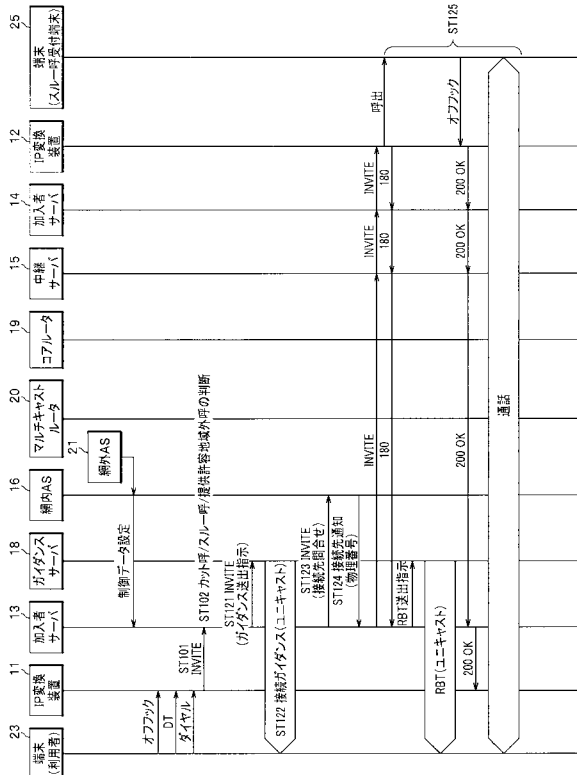 23
端末
(利用者)
11
IP変換
装置
13
加入者
サーバ
18
ガイダンス
サーバ
16
網内AS
21
網外AS
20
マルチキャスト
ルータ
19
コアルータ
15
中継
サーバ
14
加入者
サーバ
12
IP変換
装置
25
端末
(スルー呼受付端末)
制御データ設定
オフフック
DT
ダイヤル
ST101
INVITE
ST102 カット呼/スルー呼/提供許容地域外呼の判断
ST121 INVITE
(ガイダンス送出指示)
ST122 接続ガイダンス(ユニキャスト)
ST123 INVITE
(接続先問合せ)
ST124 接続先通知
(物理番号)
INVITE
INVITE
INVITE
呼出
180
180
180
RBT送出指示
RBT(ユニキャスト)
オフフック
200 OK
200 OK
200 OK
200 OK
通話
ST125